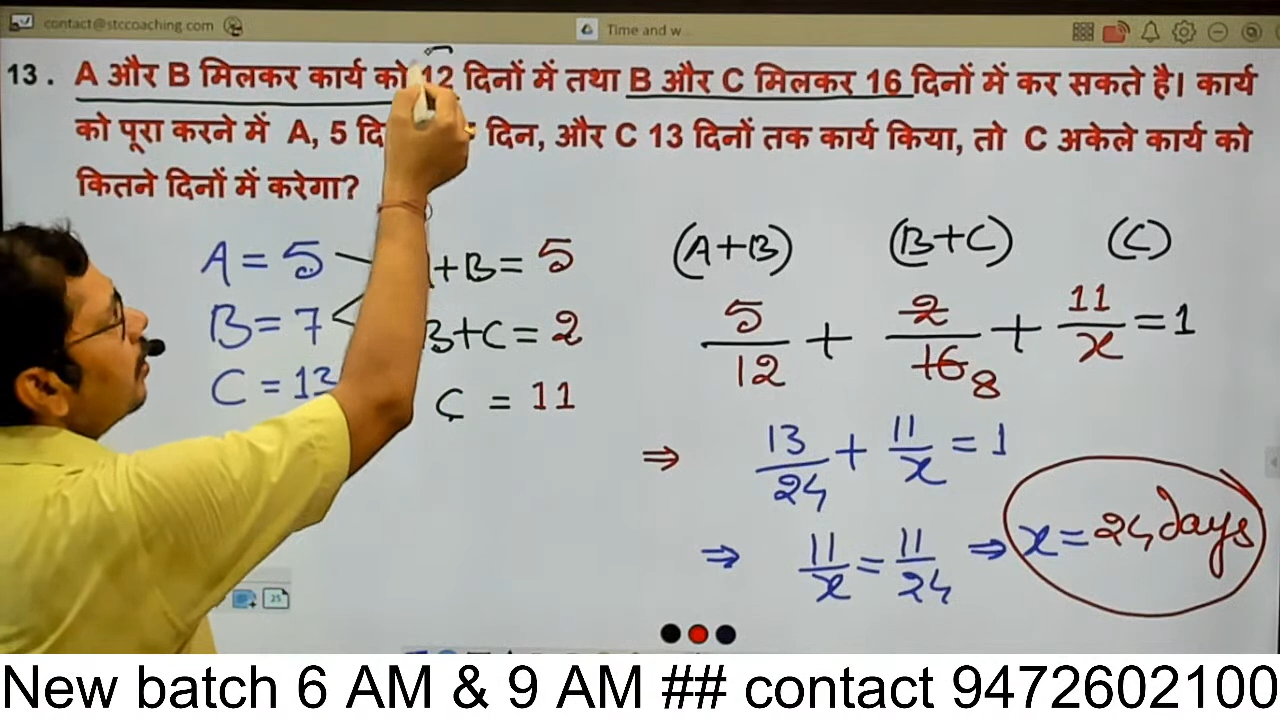 contact@stccoaching.com
Time and w...
13 . A और B मिलकर कार्य को 12 दिनों में तथा B और C मिलकर 16 दिनों में कर सकते है। कार्य
को पूरा करने में A, 5 दि दिन, और C 13 दिनों तक कार्य किया, तो C अकेले कार्य को
कितने दिनों में करेगा?
(A+B) (B+C) (C)
A = 5 +B = 5
5/12 + 2/16 8 + 11/x = 1
B = 7 B+C = 2
C = 13 C = 11
⇒ 13/24 + 11/x = 1
⇒ 11/x = 11/24 ⇒ x = 24 days
25
New batch 6 AM & 9 AM ## contact 9472602100